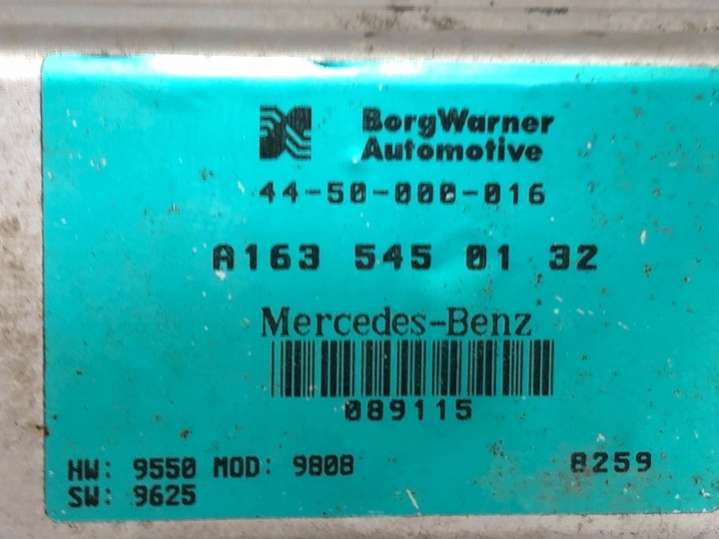 BorgWarner
Automotive
44-50-000-016
A163 545 01 32
Mercedes-Benz
089115
HW: 9550 MOD: 9808 8259
SW: 9625